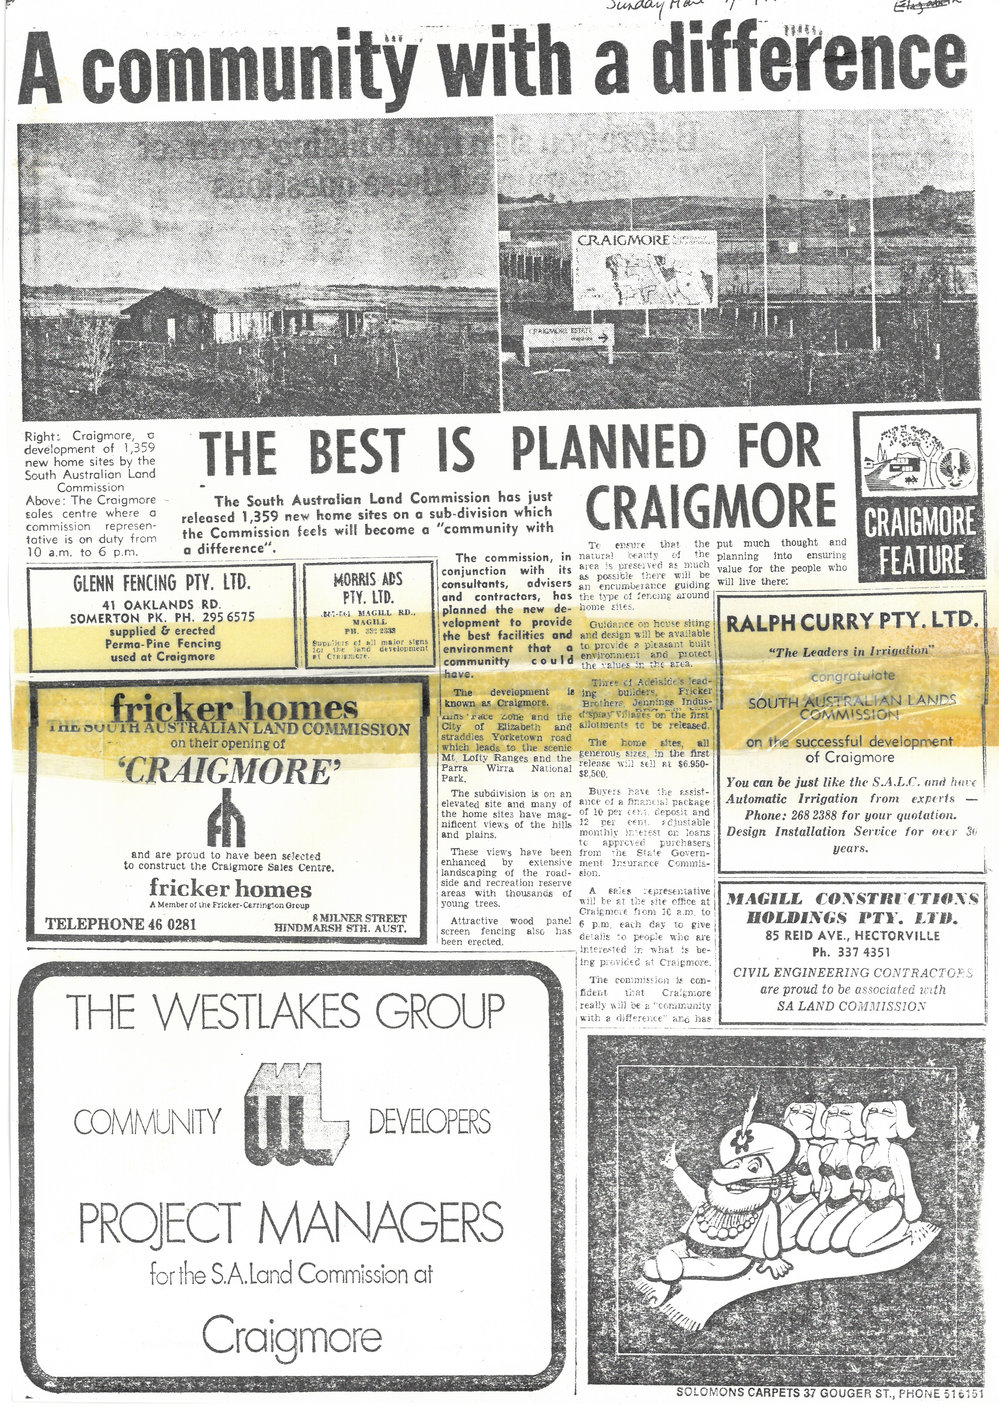 Sunday Mail
Elizabeth
A community with a difference
CRAIGMORE
CRAIGMORE ESTATE
Right: Craigmore, a
development of 1,359
new home sites by the
South Australian Land
Commission
Above: The Craigmore
sales centre where a
commission represen-
tative is on duty from
10 a.m. to 6 p.m.
THE BEST IS PLANNED FOR
CRAIGMORE
CRAIGMORE
FEATURE
The South Australian Land Commission has just
released 1,359 new home sites on a sub-division which
the Commission feels will become a "community with
a difference".
The commission, in
conjunction with its
consultants, advisers
and contractors, has
planned the new de-
velopment to provide
the best facilities and
environment that a
communitty could
have.
The development is
known as Craigmore.
Zone and the
City of Elizabeth and
straddles Yorketown road
which leads to the scenic
Mt. Lofty Ranges and the
Parra Wirra National
Park.
The subdivision is on an
elevated site and many of
the home sites have mag-
nificent views of the hills
and plains.
These views have been
enhanced by extensive
landscaping of the road-
side and recreation reserve
areas with thousands of
young trees.
Attractive wood panel
screen fencing also has
been erected.
To ensure that the
natural beauty of the
area is preserved as much
as possible there will be
an encumberance guiding
the type of fencing around
home sites.
Guidance on house siting
and design will be available
to provide a pleasant built
environment and protect
the values in the area.
Three of Adelaide's lead-
ing builders, Fricker
Brothers, Jennings Indus-
display villages on the first
allotments to be released.
The home sites, all
generous sizes, in the first
release will sell at $6,950-
$8,500.
Buyers have the assist-
ance of a financial package
of 10 per cent. deposit and
12 per cent. adjustable
monthly interest on loans
to approved purchasers
from the State Govern-
ment Insurance Commis-
sion.
A sales representative
will be at the site office at
Craigmore from 10 a.m. to
6 p.m. each day to give
details to people who are
interested in what is be-
ing provided at Craigmore.
The commission is con-
fident that Craigmore
really will be a "community
with a difference" and has
put much thought and
planning into ensuring
value for the people who
will live there:
GLENN FENCING PTY. LTD.
41 OAKLANDS RD.
SOMERTON PK. PH. 295 6575
supplied & erected
Perma-Pine Fencing
used at Craigmore
MORRIS ADS
PTY. LTD.
MAGILL RD.,
MAGILL
PH. 332 2333
Suppliers of all major signs
for the land development
at Craigmore.
fricker homes
THE SOUTH AUSTRALIAN LAND COMMISSION
on their opening of
'CRAIGMORE'
and are proud to have been selected
to construct the Craigmore Sales Centre.
fricker homes
A Member of the Fricker-Carrington Group
TELEPHONE 46 0281
8 MILNER STREET
HINDMARSH STH. AUST.
RALPH CURRY PTY. LTD.
"The Leaders in Irrigation"
congratulate
SOUTH AUSTRALIAN LANDS
COMMISSION
on the successful development
of Craigmore
You can be just like the S.A.L.C. and have
Automatic Irrigation from experts —
Phone: 268 2388 for your quotation.
Design Installation Service for over 30
years.
MAGILL CONSTRUCTIONS
HOLDINGS PTY. LTD.
85 REID AVE., HECTORVILLE
Ph. 337 4351
CIVIL ENGINEERING CONTRACTORS
are proud to be associated with
SA LAND COMMISSION
THE WESTLAKES GROUP
COMMUNITY DEVELOPERS
PROJECT MANAGERS
for the S.A. Land Commission at
Craigmore
SOLOMONS CARPETS 37 GOUGER ST., PHONE 516151